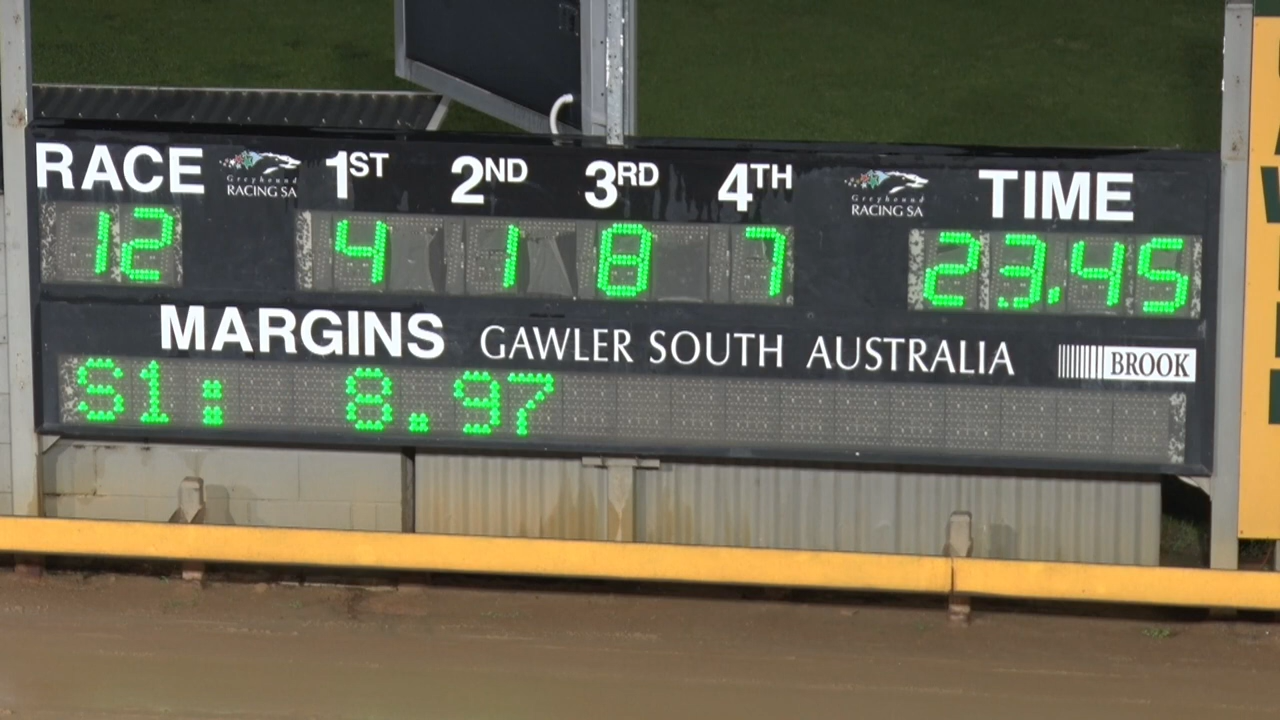 RACE Greyhound RACING SA 1ST 2ND 3RD 4TH Greyhound RACING SA TIME
12 4 1 8 7 23.45
MARGINS GAWLER SOUTH AUSTRALIA BROOK
S1: 8.97